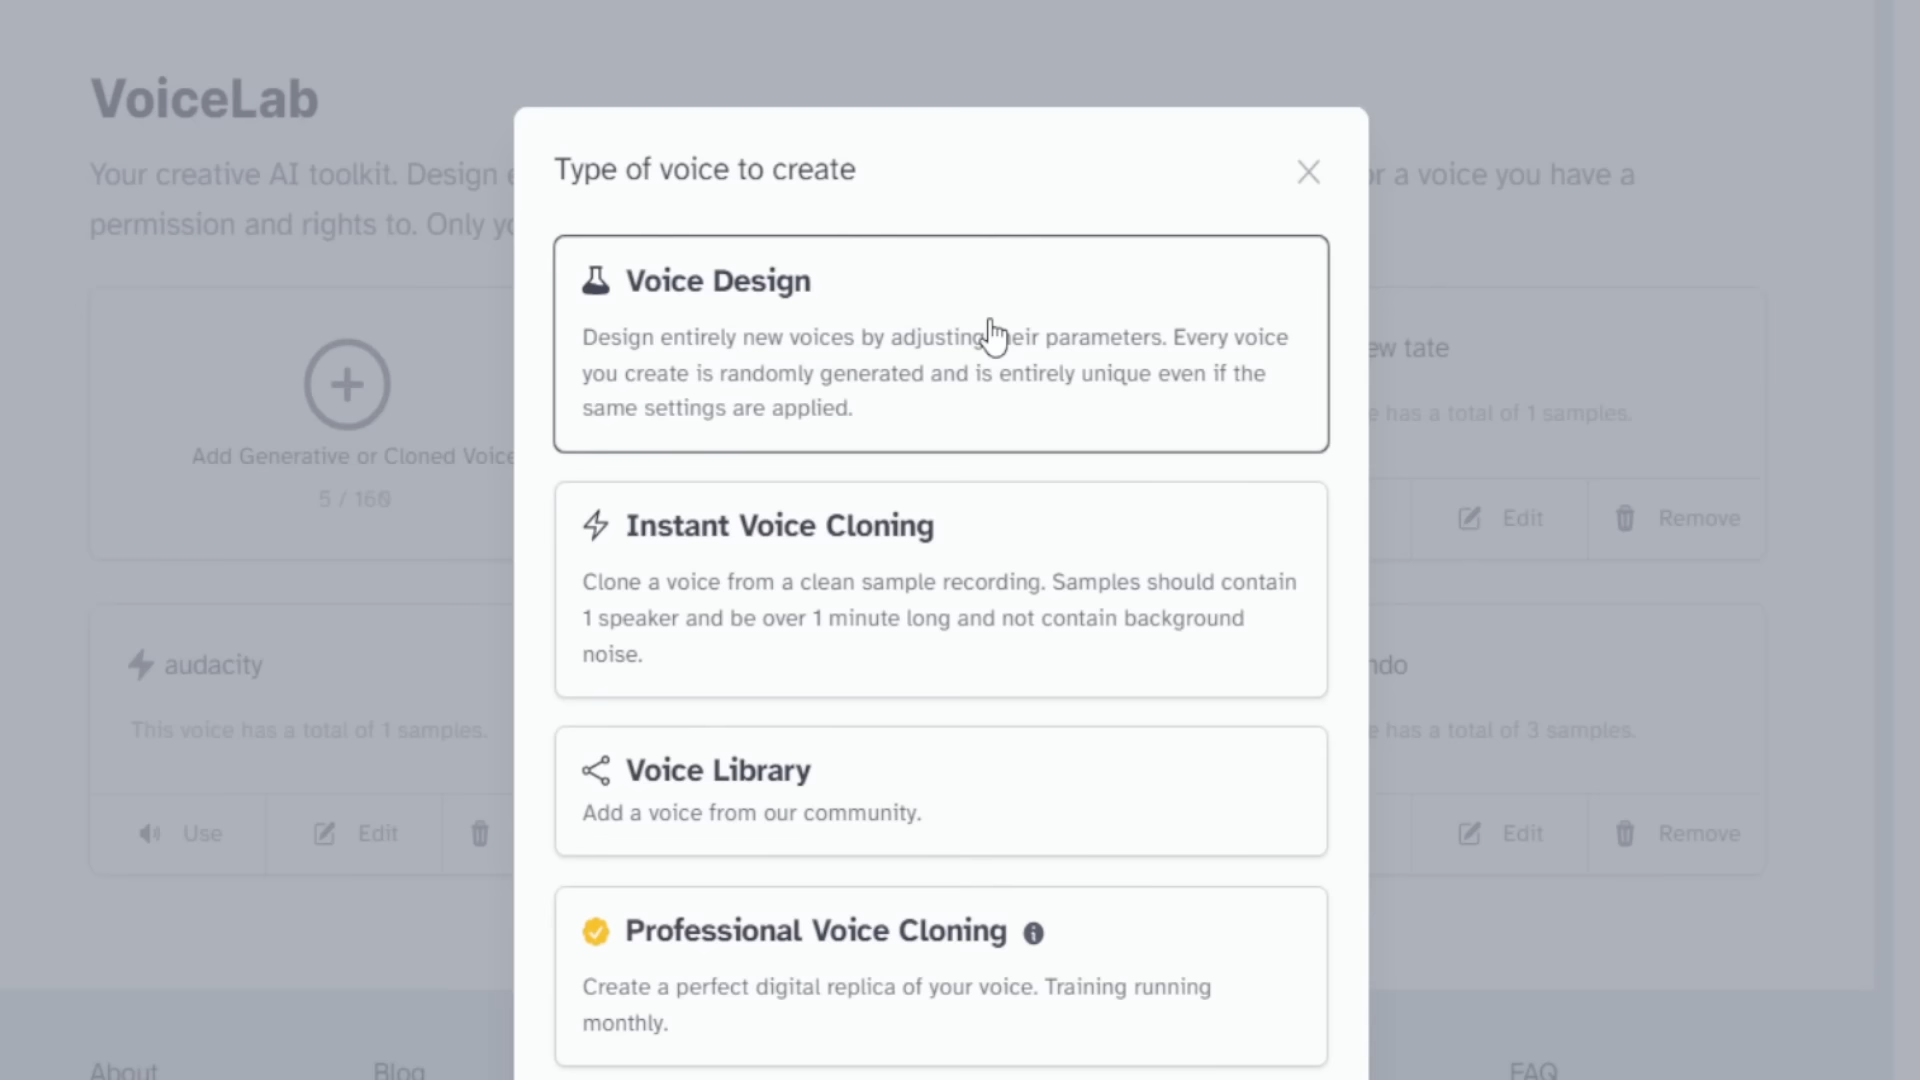 VoiceLab
Your creative AI toolkit. Design
or a voice you have a
permission and rights to. Only
Type of voice to create
Voice Design
Design entirely new voices by adjusting their parameters. Every voice
you create is randomly generated and is entirely unique even if the
same settings are applied.
Instant Voice Cloning
Clone a voice from a clean sample recording. Samples should contain
1 speaker and be over 1 minute long and not contain background
noise.
Voice Library
Add a voice from our community.
Professional Voice Cloning
Create a perfect digital replica of your voice. Training running
monthly.
Add Generative or Cloned Voice
5 / 160
tate
has a total of 1 samples.
Edit
Remove
audacity
This voice has a total of 1 samples.
Use
Edit
has a total of 3 samples.
Edit
Remove
About
Blog
FAQ